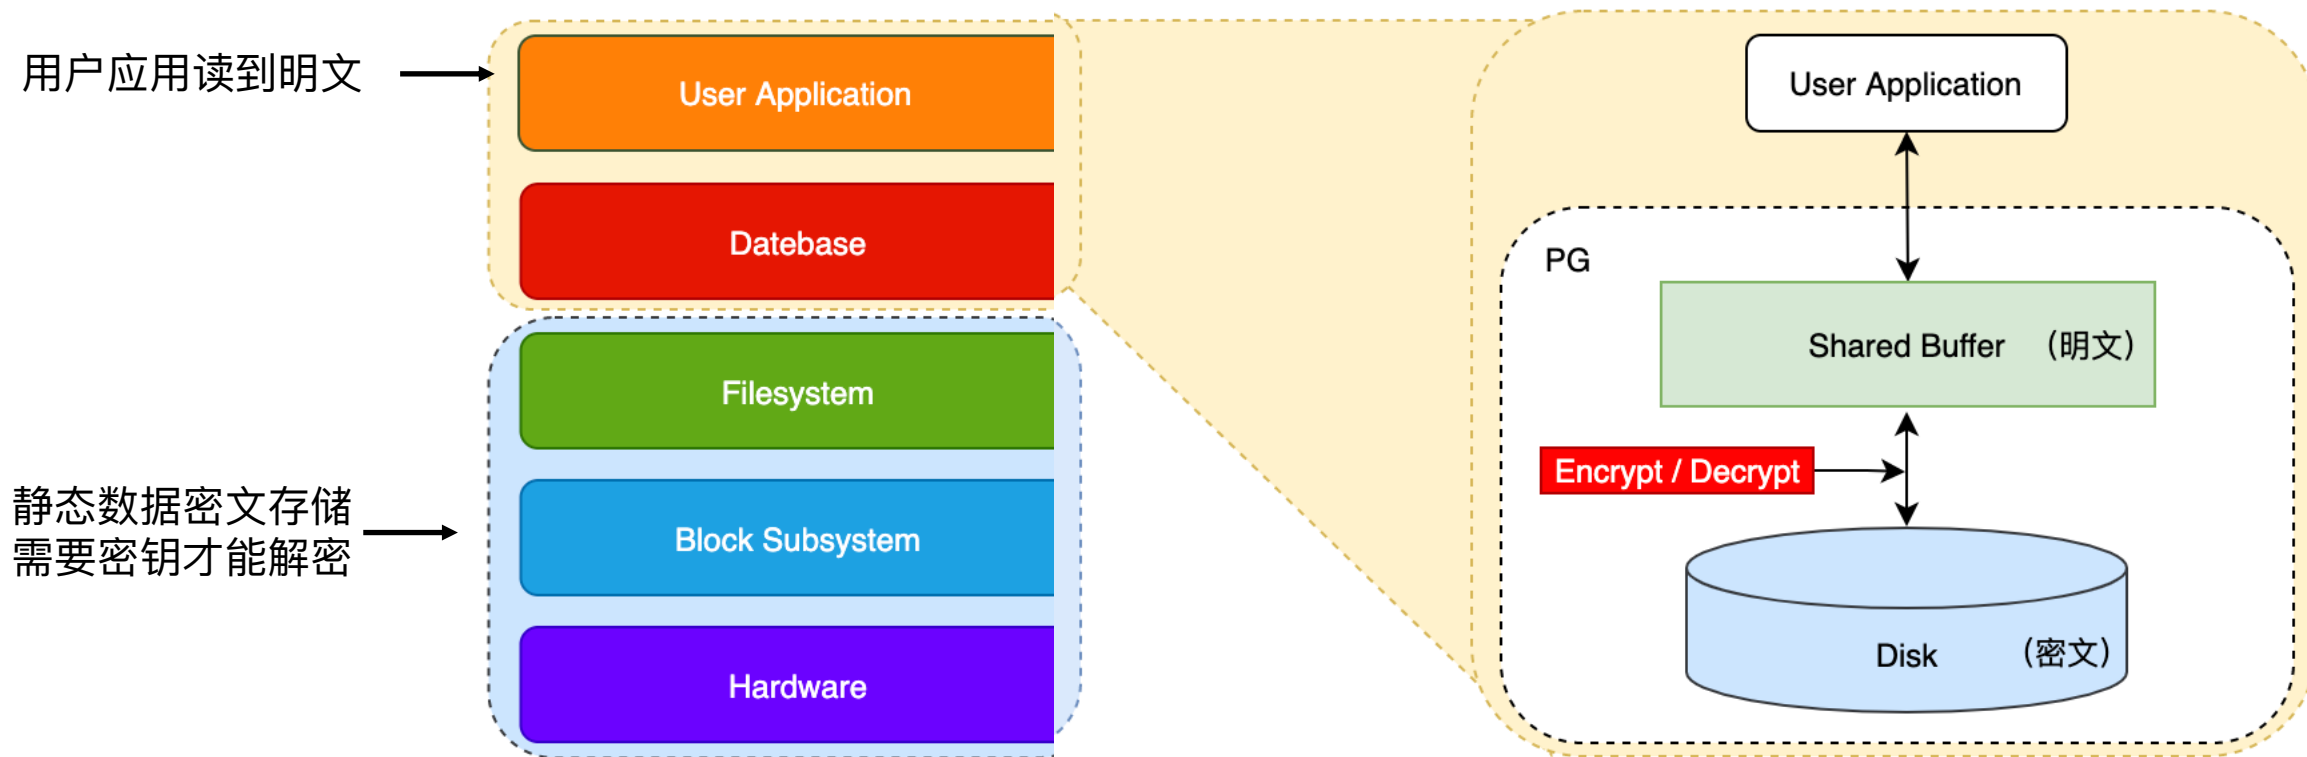 用户应用读到明文
User Application
Datebase
Filesystem
静态数据密文存储
需要密钥才能解密
Block Subsystem
Hardware
User Application
PG
Shared Buffer （明文）
Encrypt / Decrypt
Disk （密文）